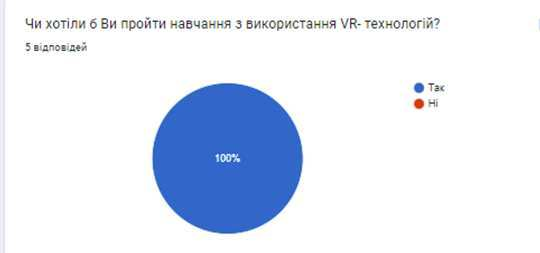 Чи хотіли б Ви пройти навчання з використання VR- технологій?
5 відповідей
Так
Ні
100%